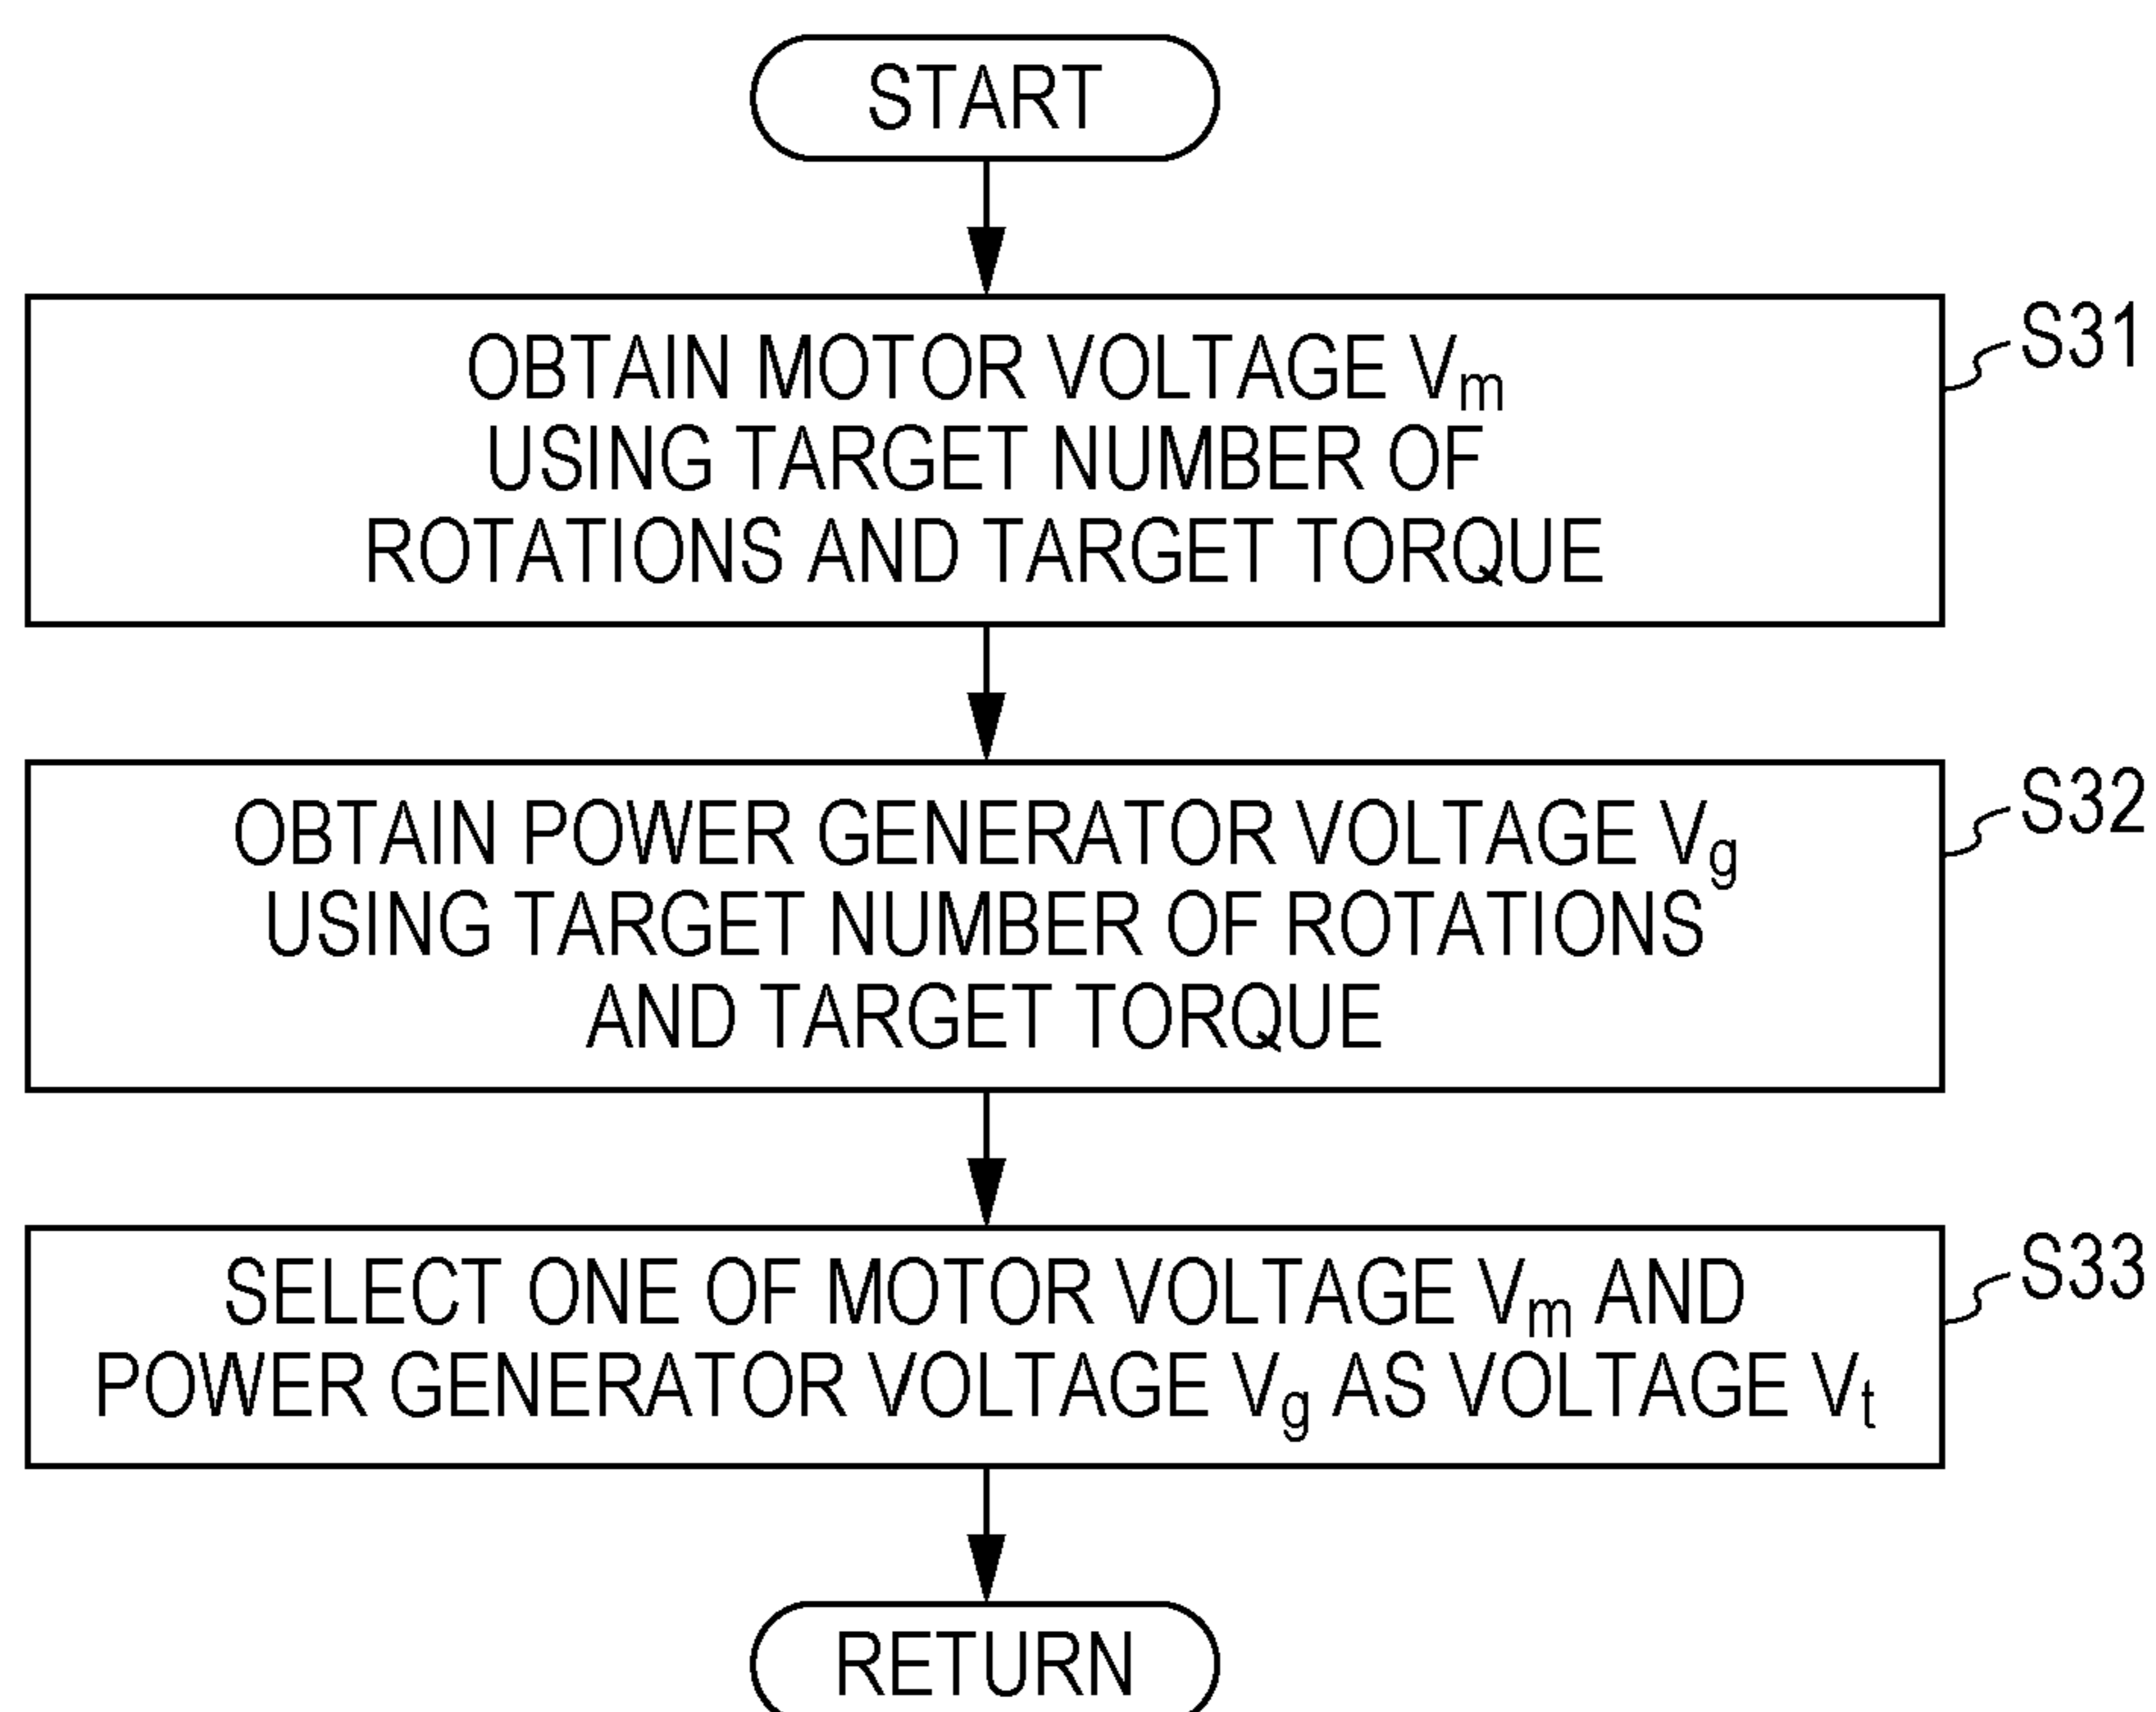 START
OBTAIN MOTOR VOLTAGE Vm
USING TARGET NUMBER OF
ROTATIONS AND TARGET TORQUE
S31
OBTAIN POWER GENERATOR VOLTAGE Vg
USING TARGET NUMBER OF ROTATIONS
AND TARGET TORQUE
S32
SELECT ONE OF MOTOR VOLTAGE Vm AND
POWER GENERATOR VOLTAGE Vg AS VOLTAGE Vt
S33
RETURN